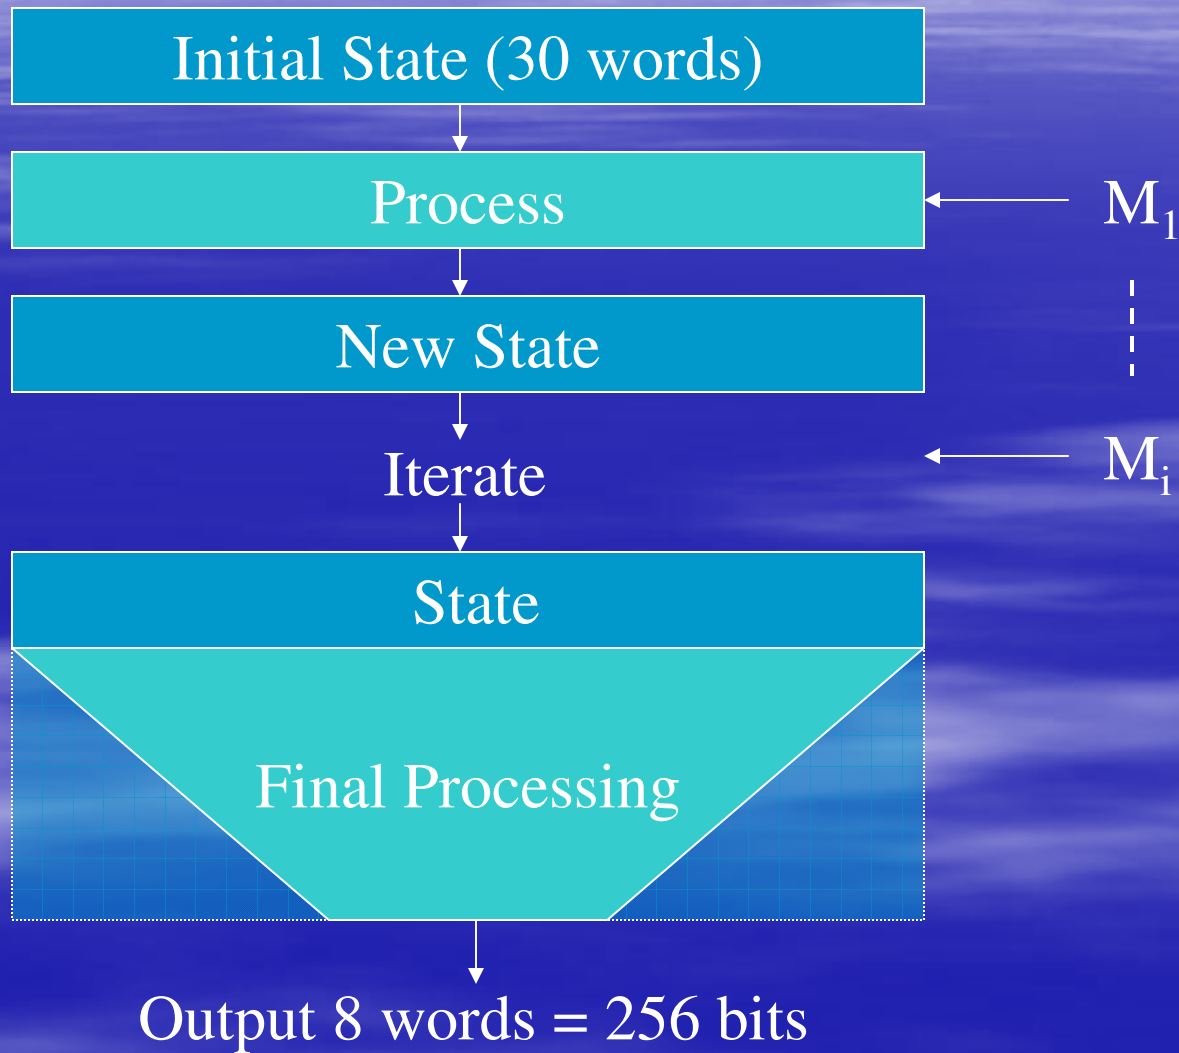 Initial State (30 words)
Process
M₁
New State
Iterate
Mᵢ
State
Final Processing
Output 8 words = 256 bits